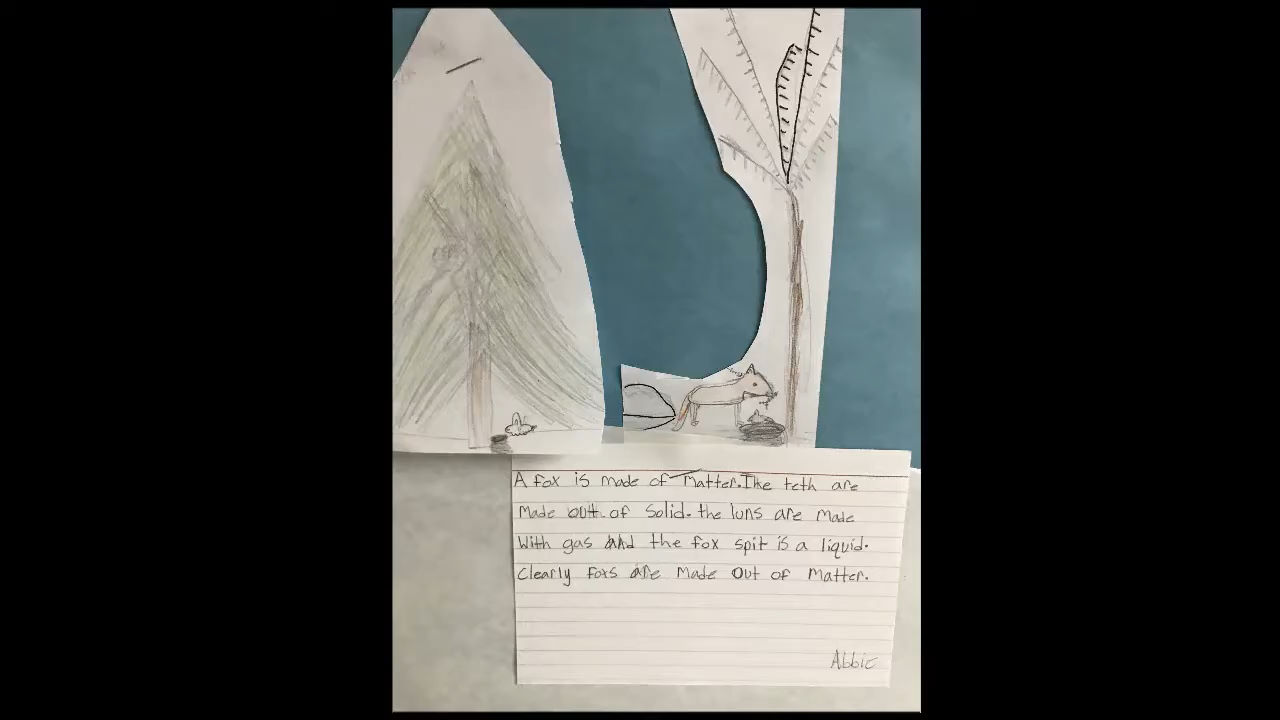 A fox is made of matter. The teth are
made outt of solid. the luns are made
with gas and the fox spit is a liquid.
Clearly foxs are made out of matter.
Abbie